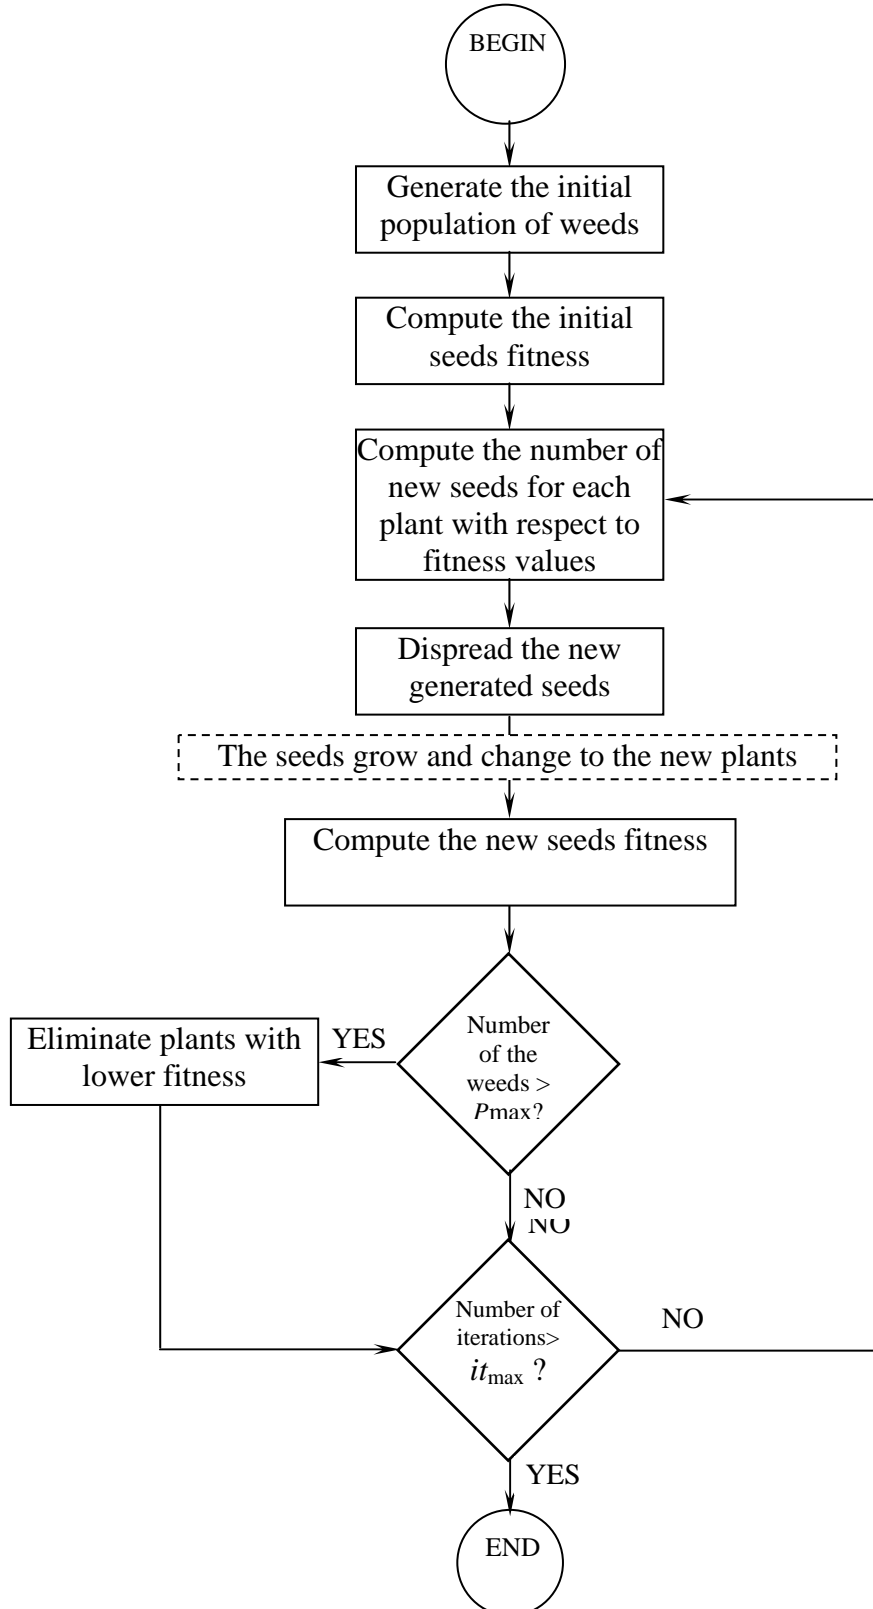 BEGIN
Generate the initial
population of weeds
Compute the initial
seeds fitness
Compute the number of
new seeds for each
plant with respect to
fitness values
Dispread the new
generated seeds
The seeds grow and change to the new plants
Compute the new seeds fitness
Number
of the
weeds >
Pmax?
Eliminate plants with
lower fitness
YES
NO
NO
Number of
iterations>
itmax ?
NO
YES
END